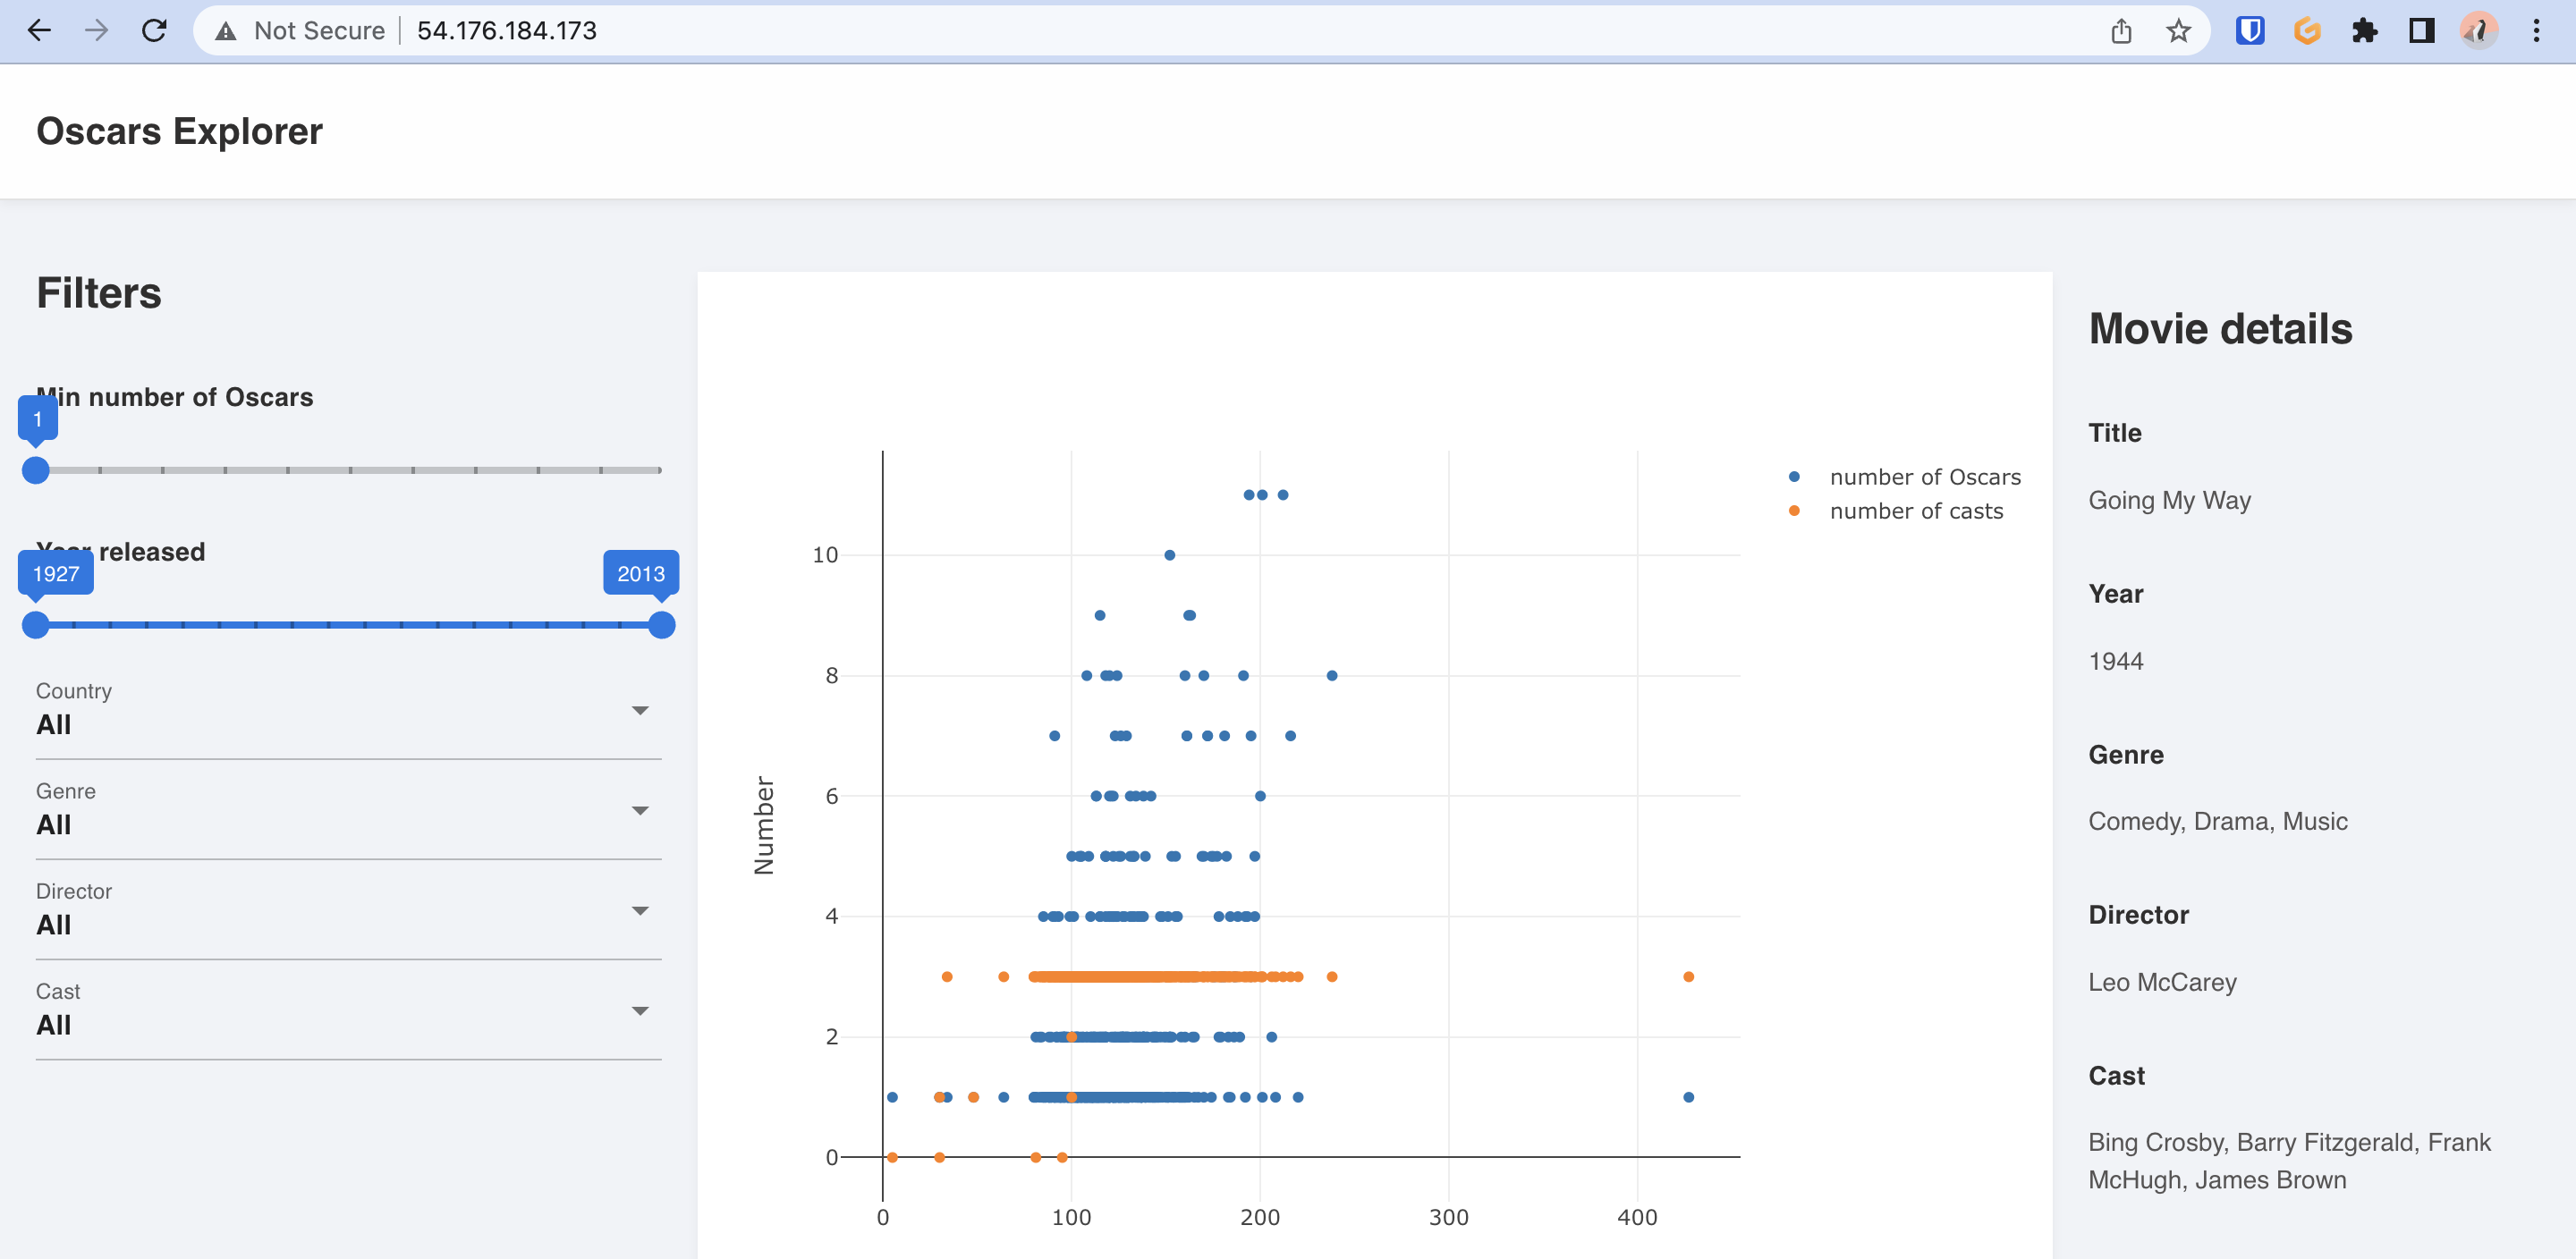 Not Secure
54.176.184.173
Oscars Explorer
Filters
Min number of Oscars
1
Year released
1927
2013
Country
All
Genre
All
Director
All
Cast
All
number of Oscars
number of casts
10
8
6
4
2
0
Number
0
100
200
300
400
Movie details
Title
Going My Way
Year
1944
Genre
Comedy, Drama, Music
Director
Leo McCarey
Cast
Bing Crosby, Barry Fitzgerald, Frank
McHugh, James Brown